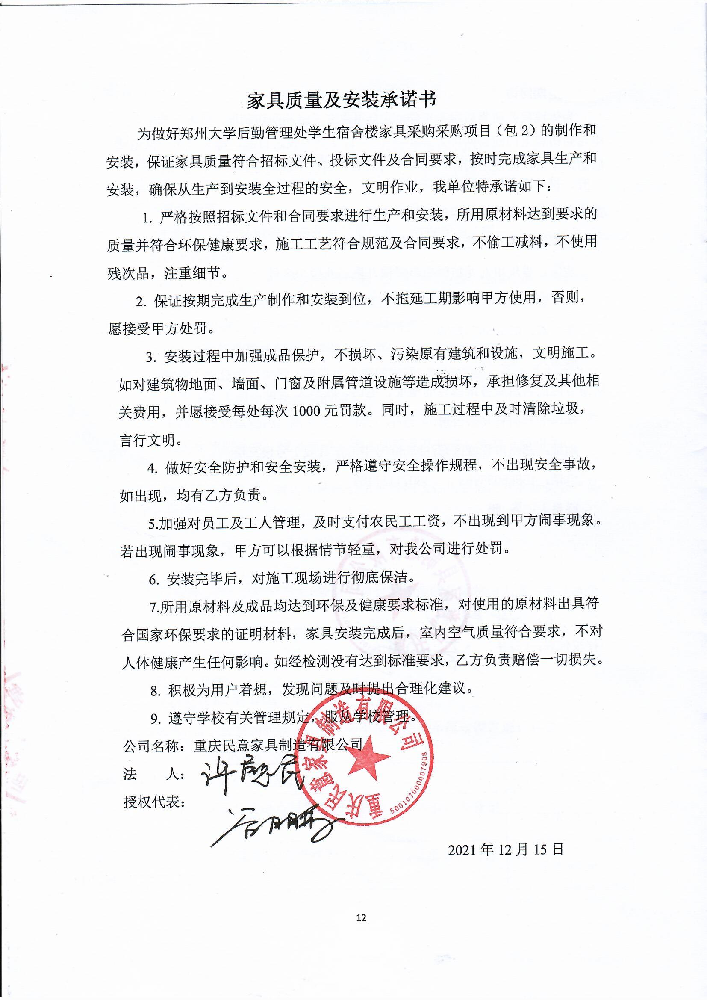 家具质量及安装承诺书
为做好郑州大学后勤管理处学生宿舍楼家具采购采购项目（包 2）的制作和
安装，保证家具质量符合招标文件、投标文件及合同要求，按时完成家具生产和
安装，确保从生产到安装全过程的安全，文明作业，我单位特承诺如下：
1. 严格按照招标文件和合同要求进行生产和安装，所用原材料达到要求的
质量并符合环保健康要求，施工工艺符合规范及合同要求，不偷工减料，不使用
残次品，注重细节。
2. 保证按期完成生产制作和安装到位，不拖延工期影响甲方使用，否则，
愿接受甲方处罚。
3. 安装过程中加强成品保护，不损坏、污染原有建筑和设施，文明施工。
如对建筑物地面、墙面、门窗及附属管道设施等造成损坏，承担修复及其他相
关费用，并愿接受每处每次 1000 元罚款。同时，施工过程中及时清除垃圾，
言行文明。
4. 做好安全防护和安全安装，严格遵守安全操作规程，不出现安全事故，
如出现，均有乙方负责。
5.加强对员工及工人管理，及时支付农民工工资，不出现到甲方闹事现象。
若出现闹事现象，甲方可以根据情节轻重，对我公司进行处罚。
6. 安装完毕后，对施工现场进行彻底保洁。
7.所用原材料及成品均达到环保及健康要求标准，对使用的原材料出具符
合国家环保要求的证明材料，家具安装完成后，室内空气质量符合要求，不对
人体健康产生任何影响。如经检测没有达到标准要求，乙方负责赔偿一切损失。
8. 积极为用户着想，发现问题及时提出合理化建议。
9. 遵守学校有关管理规定，服从学校管理。
公司名称：重庆民意家具制造有限公司
法　　人：
授权代表：
重庆民意家具制造有限公司
5001070000007908
2021 年 12 月 15 日
12